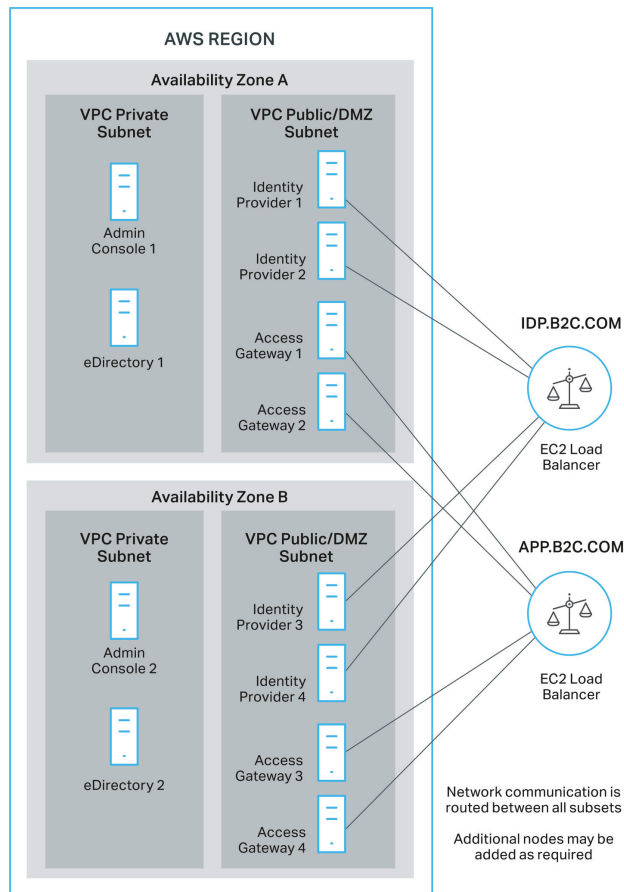 AWS REGION
Availability Zone A
VPC Private
Subnet
Admin
Console 1
eDirectory 1
VPC Public/DMZ
Subnet
Identity
Provider 1
Identity
Provider 2
Access
Gateway 1
Access
Gateway 2
Availability Zone B
VPC Private
Subnet
Admin
Console 2
eDirectory 2
VPC Public/DMZ
Subnet
Identity
Provider 3
Identity
Provider 4
Access
Gateway 3
Access
Gateway 4
IDP.B2C.COM
EC2 Load
Balancer
APP.B2C.COM
EC2 Load
Balancer
Network communication is
routed between all subsets
Additional nodes may be
added as required